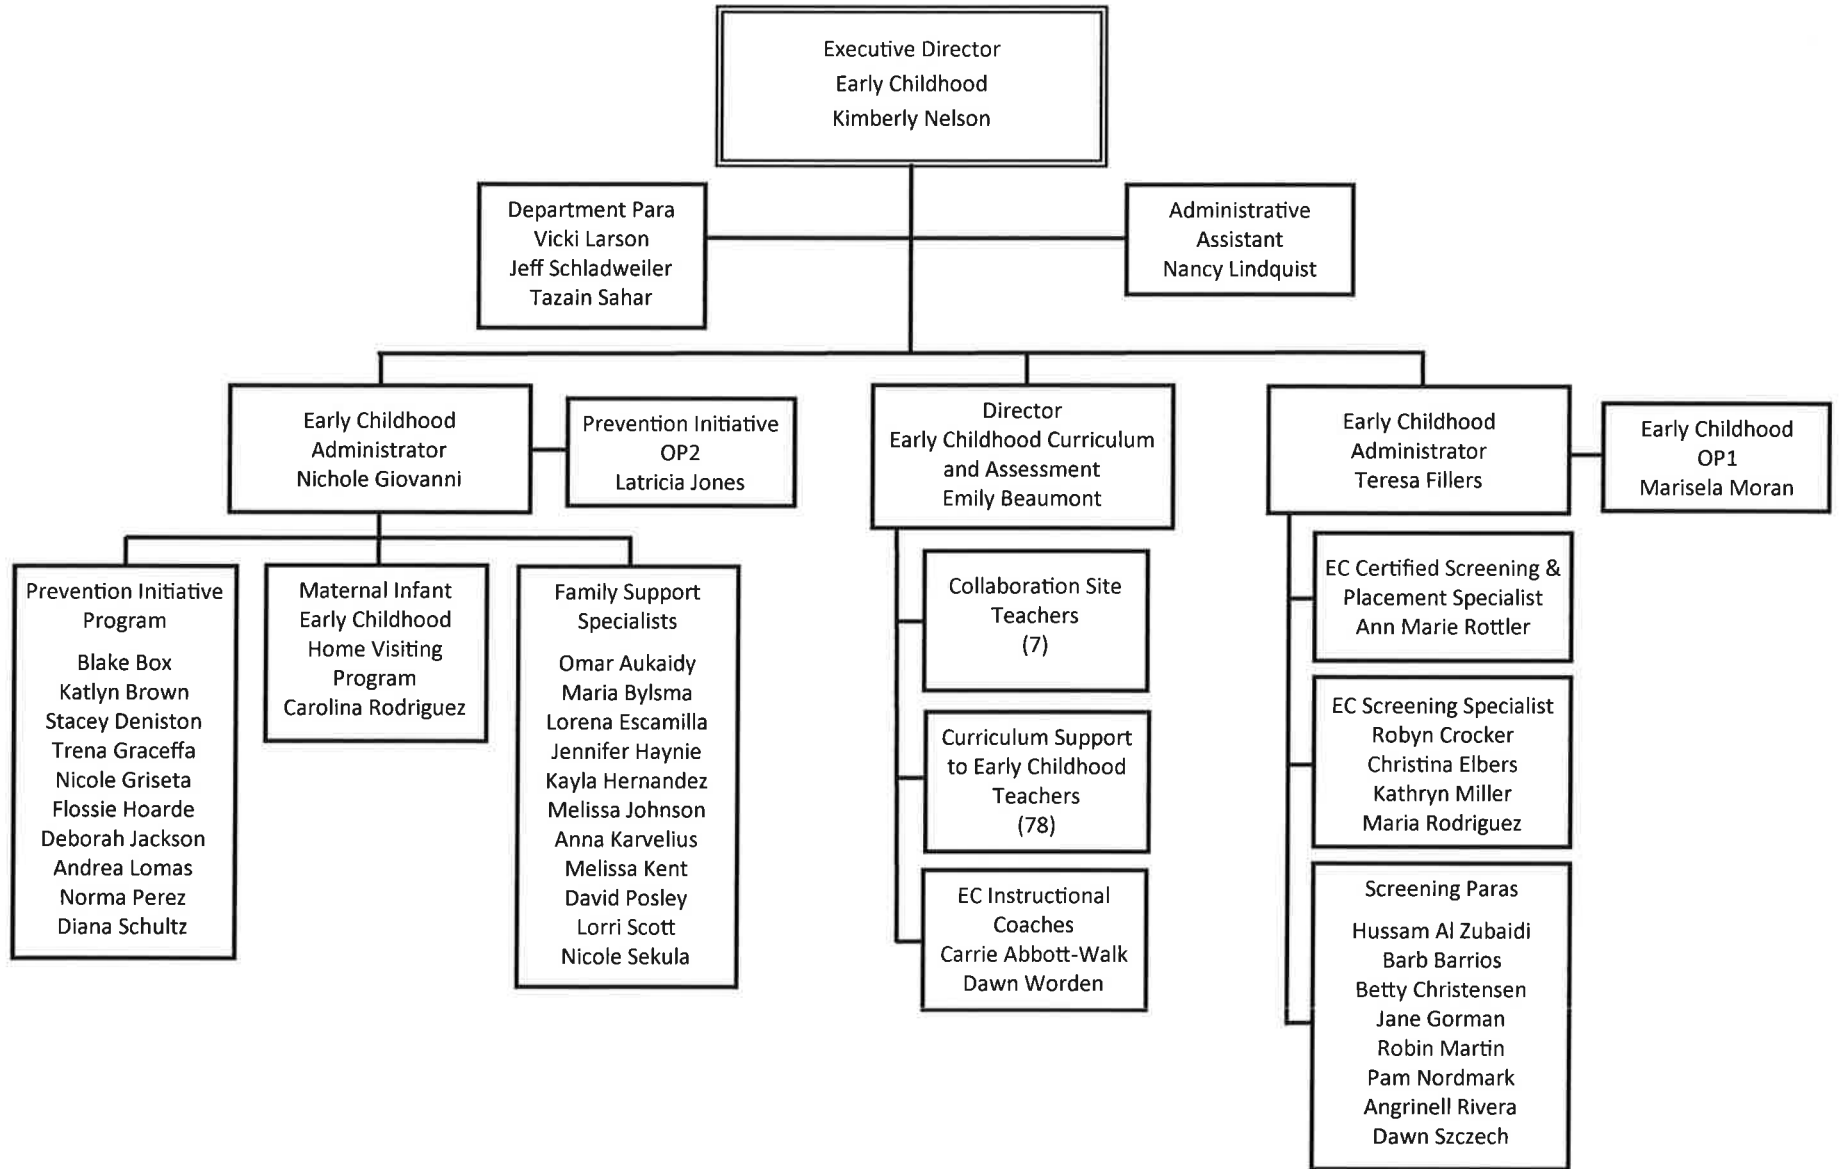 Executive Director
Early Childhood
Kimberly Nelson
Department Para
Vicki Larson
Jeff Schladweiler
Tazain Sahar
Administrative
Assistant
Nancy Lindquist
Early Childhood
Administrator
Nichole Giovanni
Prevention Initiative
OP2
Latricia Jones
Director
Early Childhood Curriculum
and Assessment
Emily Beaumont
Early Childhood
Administrator
Teresa Fillers
Early Childhood
OP1
Marisela Moran
Prevention Initiative
Program
Blake Box
Katlyn Brown
Stacey Deniston
Trena Graceffa
Nicole Griseta
Flossie Hoarde
Deborah Jackson
Andrea Lomas
Norma Perez
Diana Schultz
Maternal Infant
Early Childhood
Home Visiting
Program
Carolina Rodriguez
Family Support
Specialists
Omar Aukaidy
Maria Bylsma
Lorena Escamilla
Jennifer Haynie
Kayla Hernandez
Melissa Johnson
Anna Karvelius
Melissa Kent
David Posley
Lorri Scott
Nicole Sekula
Collaboration Site
Teachers
(7)
Curriculum Support
to Early Childhood
Teachers
(78)
EC Instructional
Coaches
Carrie Abbott-Walk
Dawn Worden
EC Certified Screening &
Placement Specialist
Ann Marie Rottler
EC Screening Specialist
Robyn Crocker
Christina Elbers
Kathryn Miller
Maria Rodriguez
Screening Paras
Hussam Al Zubaidi
Barb Barrios
Betty Christensen
Jane Gorman
Robin Martin
Pam Nordmark
Angrinell Rivera
Dawn Szczech